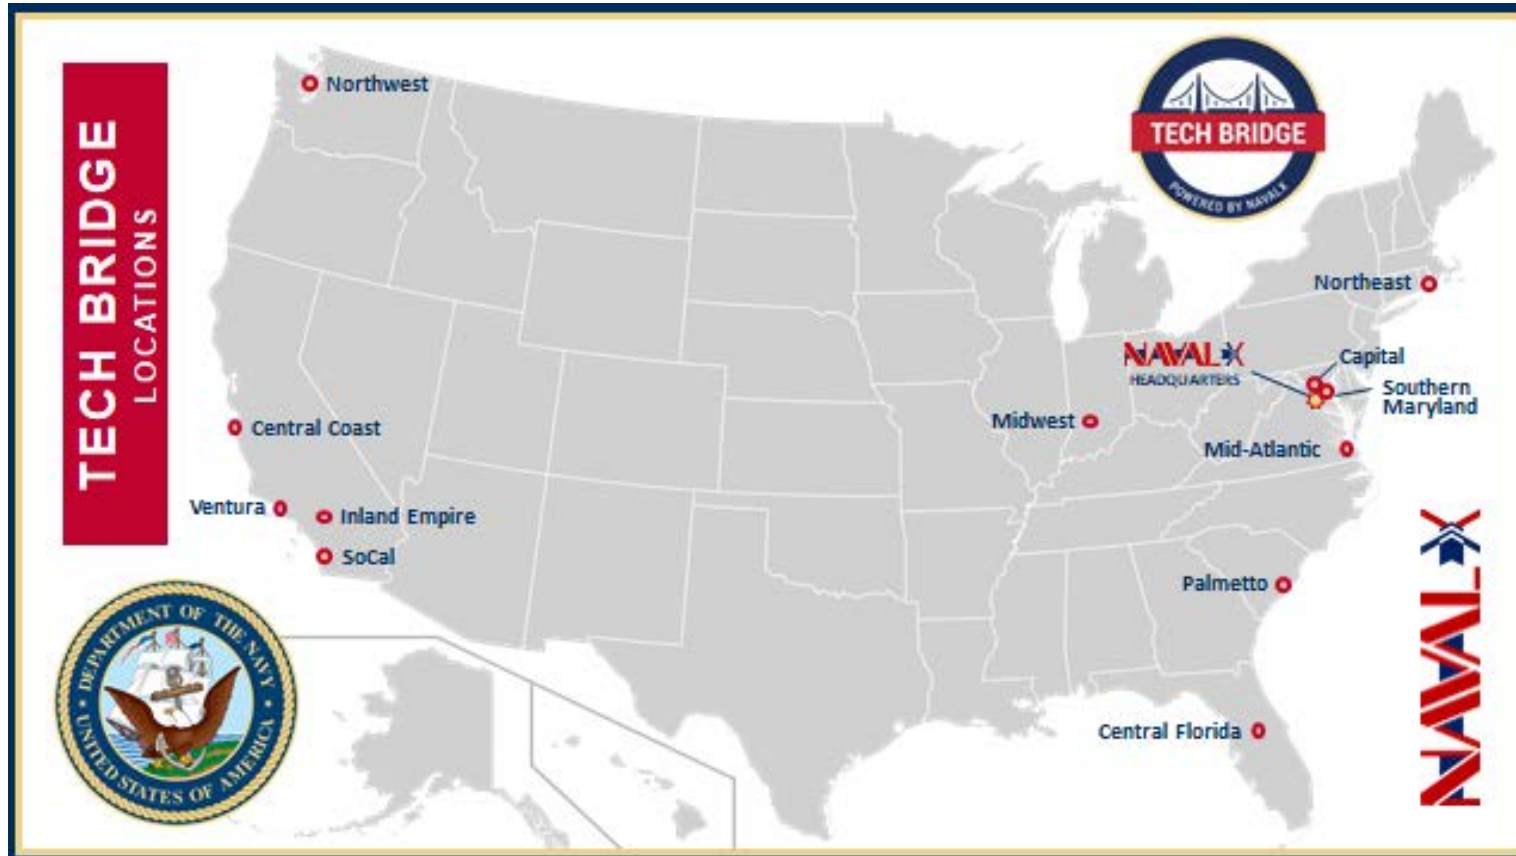 TECH BRIDGE
LOCATIONS
Northwest
TECH BRIDGE
POWERED BY NAVALX
Northeast
NAVALX
HEADQUARTERS
Capital
Southern
Maryland
Midwest
Mid-Atlantic
Central Coast
Ventura
Inland Empire
SoCal
Palmetto
Central Florida
DEPARTMENT OF THE NAVY
UNITED STATES OF AMERICA
NAVALX